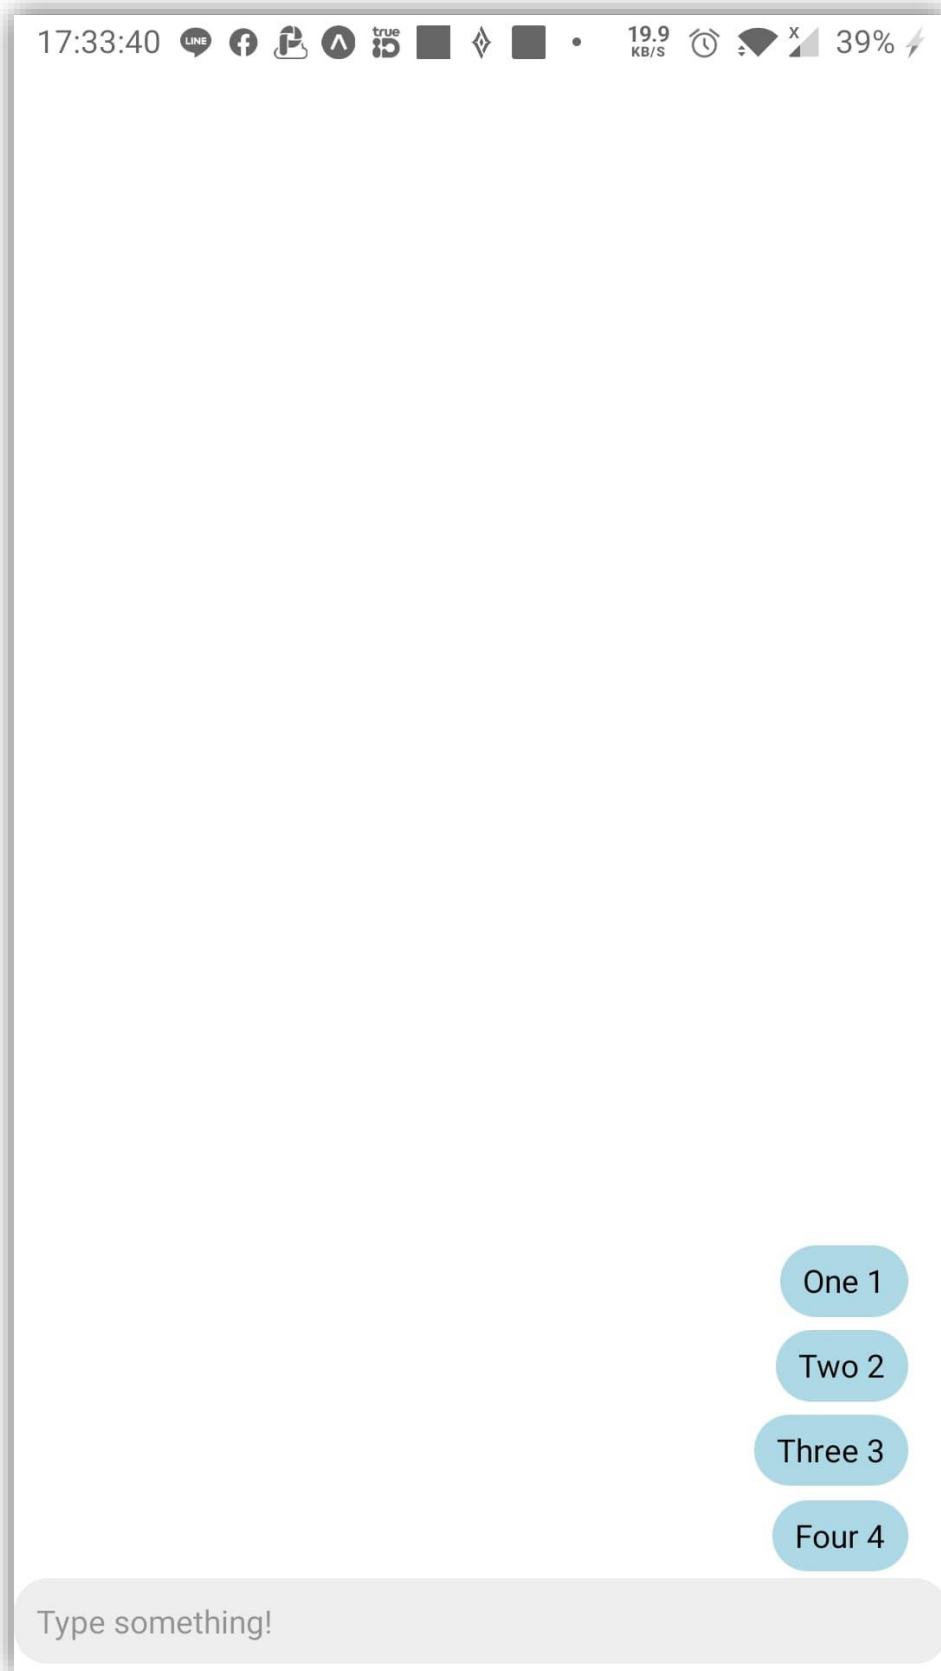 17:33:40 LINE true ID 19.9 KB/S X 39%
One 1
Two 2
Three 3
Four 4
Type something!